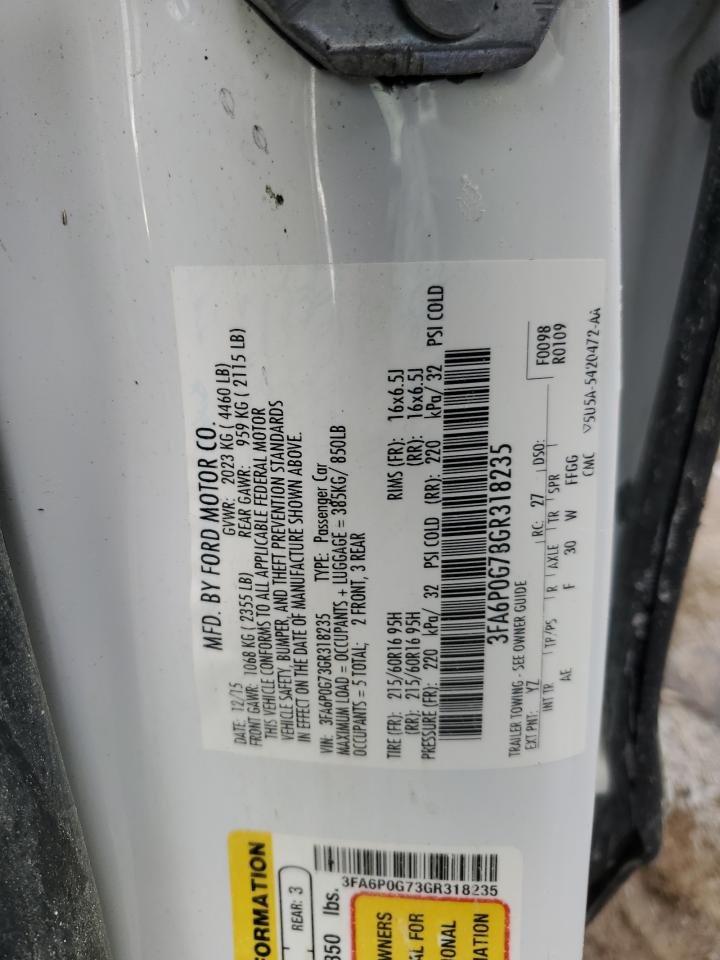 MFD. BY FORD MOTOR CO.
DATE: 12/15 GVWR: 2023 KG ( 4460 LB)
FRONT GAWR: 1068 KG ( 2355 LB) REAR GAWR: 959 KG ( 2115 LB)
THIS VEHICLE CONFORMS TO ALL APPLICABLE FEDERAL MOTOR
VEHICLE SAFETY, BUMPER, AND THEFT PREVENTION STANDARDS
IN EFFECT ON THE DATE OF MANUFACTURE SHOWN ABOVE.
VIN: 3FA6P0G73GR318235 TYPE: Passenger Car
MAXIMUM LOAD = OCCUPANTS + LUGGAGE = 385KG/ 850LB
OCCUPANTS = 5 TOTAL; 2 FRONT, 3 REAR
TIRE (FR): 215/60R16 95H RIMS (FR): 16x6.5J
(RR): 215/60R16 95H (RR): 16x6.5J
PRESSURE (FR): 220 kPa/ 32 PSI COLD (RR): 220 kPa/ 32 PSI COLD
3FA6P0G73GR318235
TRAILER TOWING - SEE OWNER GUIDE
EXT PNT: YZ RC: 27 DSO: F0098
R0109
INT TR TP/PS R AXLE TR SPR
AE F 30 W FFGG
CMC 5U5A-5420472-AA
ORMATION
REAR: 3
350 lbs.
3FA6P0G73GR318235
OWNERS
AL FOR
IONAL
MATION